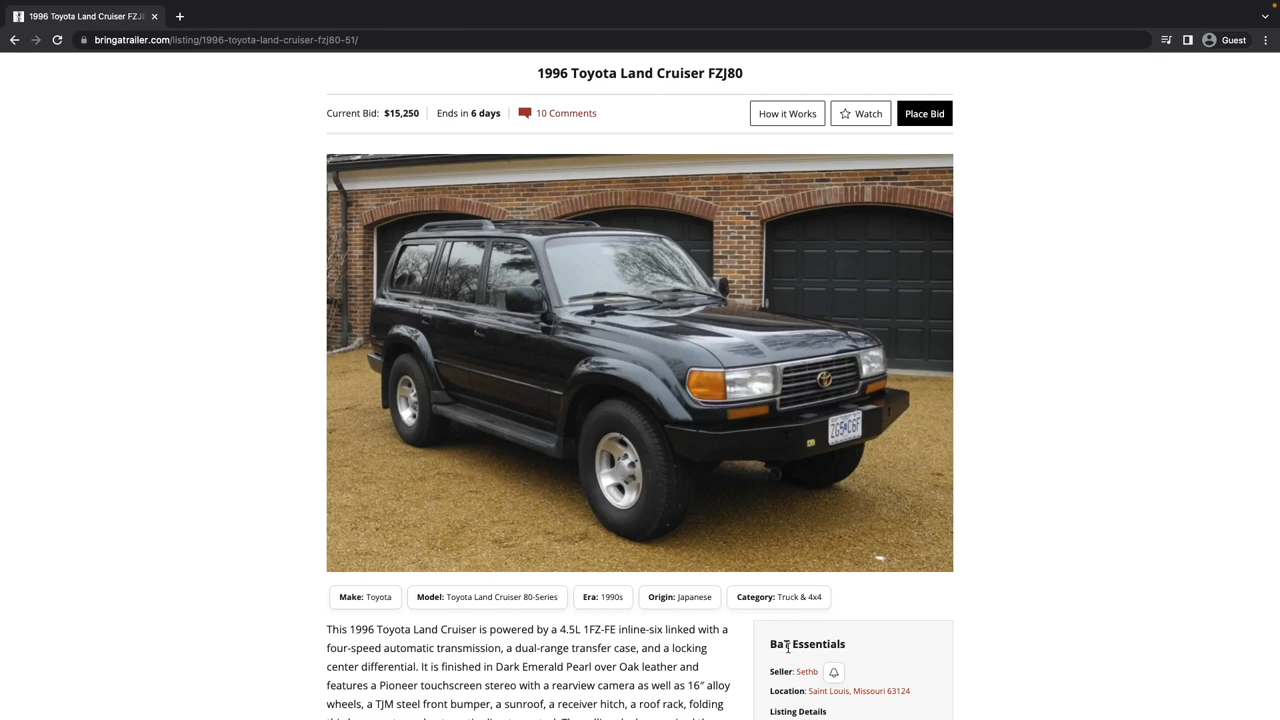 1996 Toyota Land Cruiser FZJ8
bringatrailer.com/listing/1996-toyota-land-cruiser-fzj80-51/
Guest
1996 Toyota Land Cruiser FZJ80
Current Bid: $15,250
Ends in 6 days
10 Comments
How it Works
Watch
Place Bid
ZG5 C6F
Make: Toyota
Model: Toyota Land Cruiser 80-Series
Era: 1990s
Origin: Japanese
Category: Truck & 4x4
This 1996 Toyota Land Cruiser is powered by a 4.5L 1FZ-FE inline-six linked with a
four-speed automatic transmission, a dual-range transfer case, and a locking
center differential. It is finished in Dark Emerald Pearl over Oak leather and
features a Pioneer touchscreen stereo with a rearview camera as well as 16″ alloy
wheels, a TJM steel front bumper, a sunroof, a receiver hitch, a roof rack, folding
BaT Essentials
Seller: Sethb
Location: Saint Louis, Missouri 63124
Listing Details